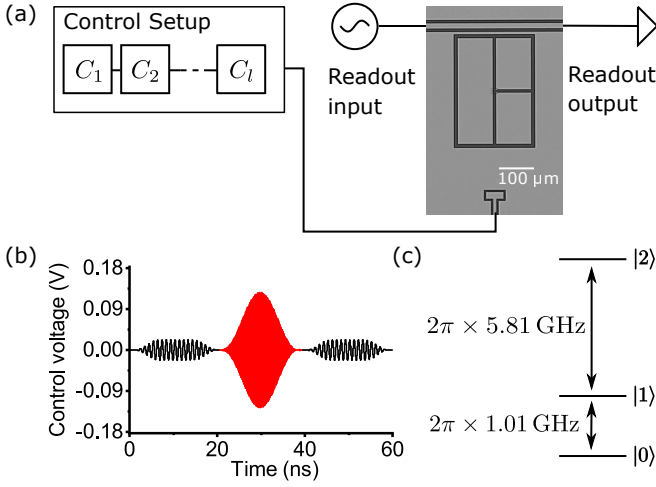 (a)
Control Setup
C1 C2 Cl
Readout
input
Readout
output
100 μm
(b)
Control voltage (V)
0.18
0.09
0.00
-0.09
-0.18
0 20 40 60
Time (ns)
(c)
|2⟩
2π × 5.81 GHz
|1⟩
2π × 1.01 GHz
|0⟩